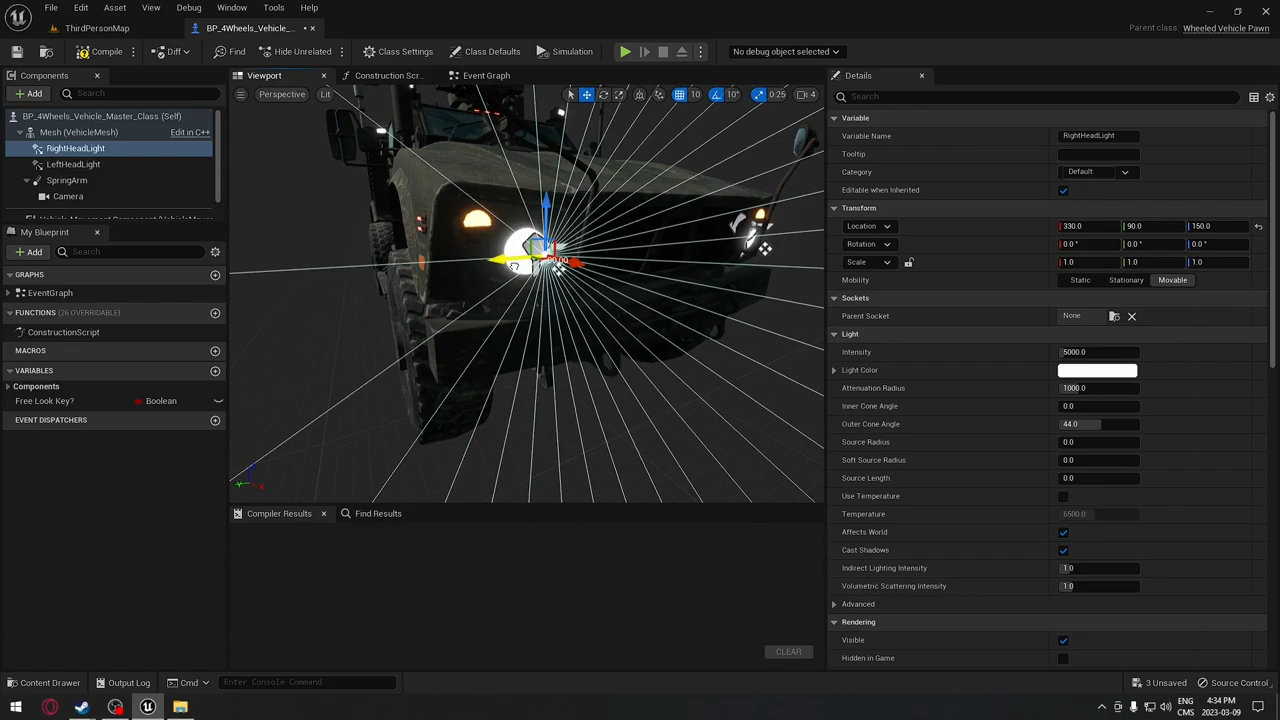 File Edit Asset View Debug Window Tools Help
ThirdPersonMap
BP_4Wheels_Vehicle_...
Parent class: Wheeled Vehicle Pawn
Compile Diff Find Hide Unrelated Class Settings Class Defaults Simulation No debug object selected
Components
Viewport
Construction Scr...
Event Graph
Details
Add Search
Perspective Lit
10 10° 0.25 4
Search
BP_4Wheels_Vehicle_Master_Class (Self)
Mesh (VehicleMesh) Edit in C++
RightHeadLight
LeftHeadLight
SpringArm
Camera
My Blueprint
Add Search
GRAPHS
EventGraph
FUNCTIONS (26 OVERRIDABLE)
ConstructionScript
MACROS
VARIABLES
Components
Free Look Key? Boolean
EVENT DISPATCHERS
Variable
Variable Name RightHeadLight
Tooltip
Category Default
Editable when Inherited
Transform
Location 330.0 90.0 150.0
Rotation 0.0 ° 0.0 ° 0.0 °
Scale 1.0 1.0 1.0
Mobility Static Stationary Movable
Sockets
Parent Socket None
Light
Intensity 5000.0
Light Color
Attenuation Radius 1000.0
Inner Cone Angle 0.0
Outer Cone Angle 44.0
Source Radius 0.0
Soft Source Radius 0.0
Source Length 0.0
Use Temperature
Temperature 6500.0
Affects World
Cast Shadows
Indirect Lighting Intensity 1.0
Volumetric Scattering Intensity 1.0
Advanced
Rendering
Visible
Hidden in Game
Compiler Results
Find Results
CLEAR
Content Drawer Output Log Cmd Enter Console Command
3 Unsaved Source Control
ENG
CMS
4:34 PM
2023-03-09